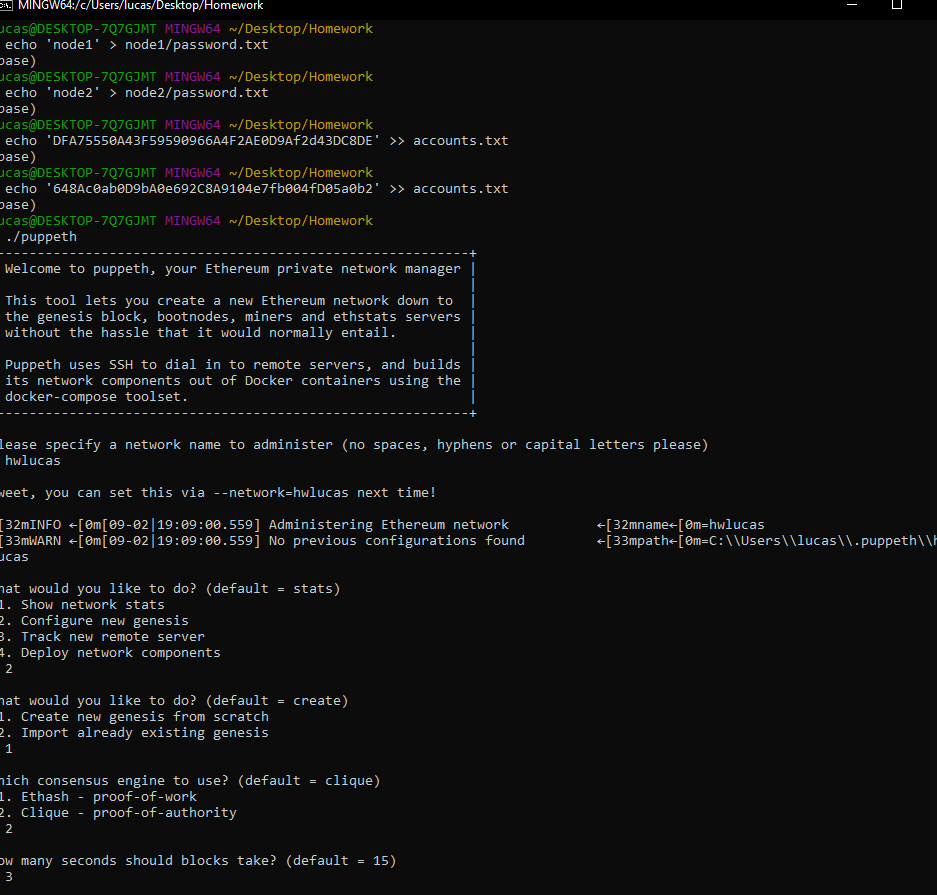 MINGW64:/c/Users/lucas/Desktop/Homework
ucas@DESKTOP-7Q7GJMT MINGW64 ~/Desktop/Homework
echo 'node1' > node1/password.txt
base)
ucas@DESKTOP-7Q7GJMT MINGW64 ~/Desktop/Homework
echo 'node2' > node2/password.txt
base)
ucas@DESKTOP-7Q7GJMT MINGW64 ~/Desktop/Homework
echo 'DFA75550A43F59590966A4F2AE0D9Af2d43DC8DE' >> accounts.txt
base)
ucas@DESKTOP-7Q7GJMT MINGW64 ~/Desktop/Homework
echo '648Ac0ab0D9bA0e692C8A9104e7fb004fD05a0b2' >> accounts.txt
base)
ucas@DESKTOP-7Q7GJMT MINGW64 ~/Desktop/Homework
./puppeth
-----------------------------------------------------------+
Welcome to puppeth, your Ethereum private network manager |
|
This tool lets you create a new Ethereum network down to |
the genesis block, bootnodes, miners and ethstats servers |
without the hassle that it would normally entail. |
|
Puppeth uses SSH to dial in to remote servers, and builds |
its network components out of Docker containers using the |
docker-compose toolset. |
-----------------------------------------------------------+
lease specify a network name to administer (no spaces, hyphens or capital letters please)
hwlucas
weet, you can set this via --network=hwlucas next time!
[32mINFO ←[0m[09-02|19:09:00.559] Administering Ethereum network ←[32mname←[0m=hwlucas
[33mWARN ←[0m[09-02|19:09:00.559] No previous configurations found ←[33mpath←[0m=C:\\Users\\lucas\\.puppeth\\h
ucas
hat would you like to do? (default = stats)
1. Show network stats
2. Configure new genesis
3. Track new remote server
4. Deploy network components
2
hat would you like to do? (default = create)
1. Create new genesis from scratch
2. Import already existing genesis
1
hich consensus engine to use? (default = clique)
1. Ethash - proof-of-work
2. Clique - proof-of-authority
2
ow many seconds should blocks take? (default = 15)
3